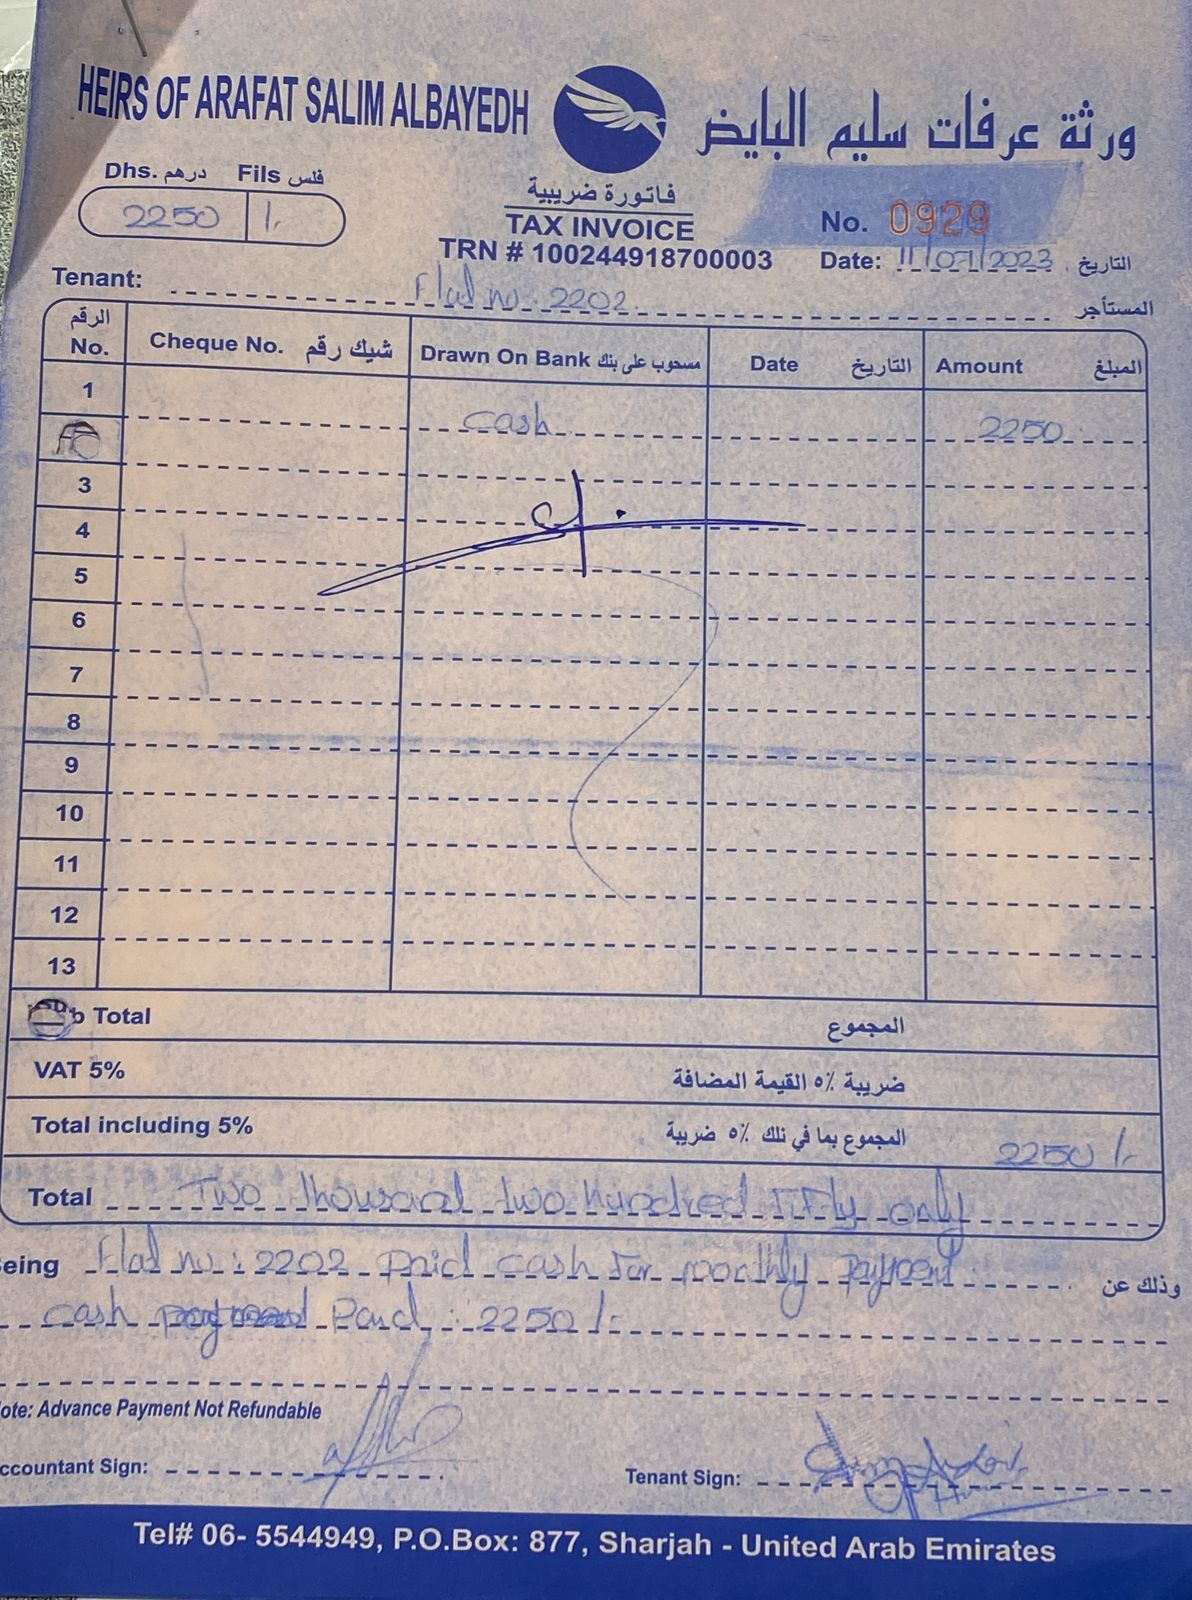 HEIRS OF ARAFAT SALIM ALBAYEDH
ورثة عرفات سليم البايض
Dhs. درهم Fils فلس
2250 /-
فاتورة ضريبية
TAX INVOICE
TRN # 100244918700003
No. 0929
Date: 11/07/2023 التاريخ
Tenant: Flat no: 2202 المستأجر
الرقم No. Cheque No. شيك رقم Drawn On Bank مسحوب على بنك Date التاريخ Amount المبلغ
1 cash 2250
3
4
5
6
7
8
9
10
11
12
13
b Total المجموع
VAT 5% ضريبة ٥٪ القيمة المضافة
Total including 5% المجموع بما في تلك ٥٪ ضريبة 2250 /-
Total Two thousand two hundred Fifty only
eing Flat no: 2202 paid cash for monthly payment وذلك عن
cash Paid: 2250 /-
ote: Advance Payment Not Refundable
ccountant Sign:
Tenant Sign:
Tel# 06- 5544949, P.O.Box: 877, Sharjah - United Arab Emirates